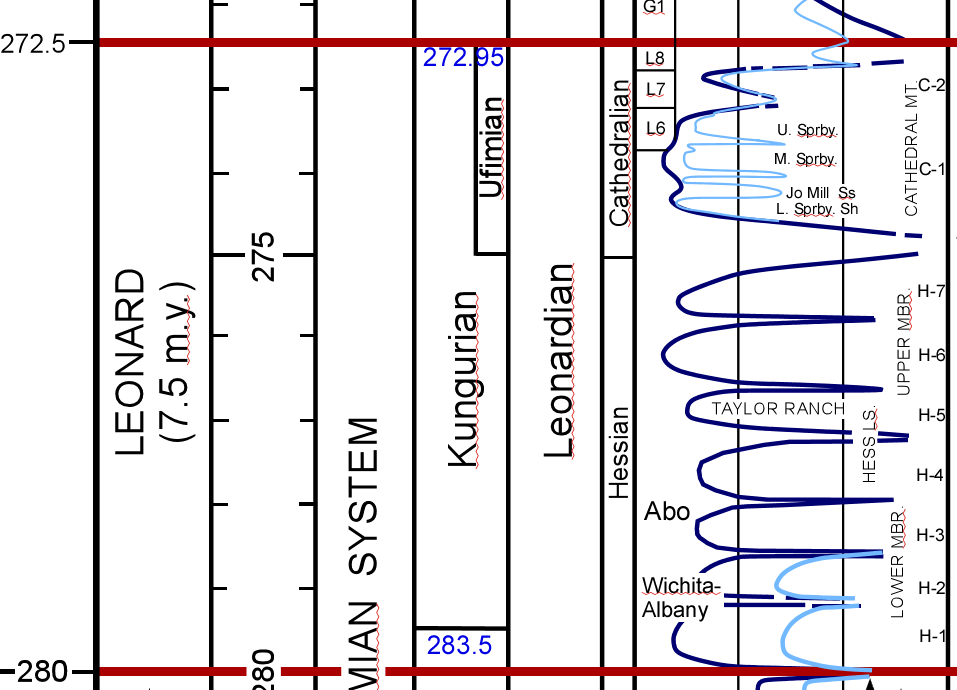 G1
272.5
272.95
L8
C-2
L7
L6
U. Sprby.
M. Sprby.
C-1
Jo Mill Ss
L. Sprby. Sh
CATHEDRAL MT.
Ufimian
Cathedralian
275
LEONARD
(7.5 m.y.)
Kungurian
Leonardian
Hessian
H-7
UPPER MBR.
H-6
TAYLOR RANCH
H-5
HESS LS.
H-4
Abo
H-3
LOWER MBR.
Wichita-
Albany
H-2
H-1
MIAN SYSTEM
283.5
280
280